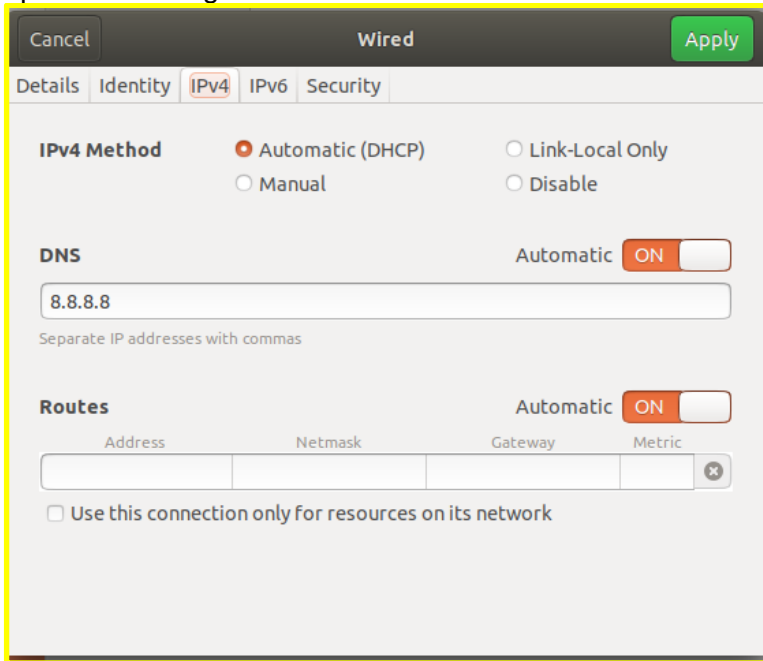 Cancel Wired Apply
Details Identity IPv4 IPv6 Security
IPv4 Method Automatic (DHCP) Link-Local Only
Manual Disable
DNS Automatic ON
8.8.8.8
Separate IP addresses with commas
Routes Automatic ON
Address Netmask Gateway Metric
Use this connection only for resources on its network